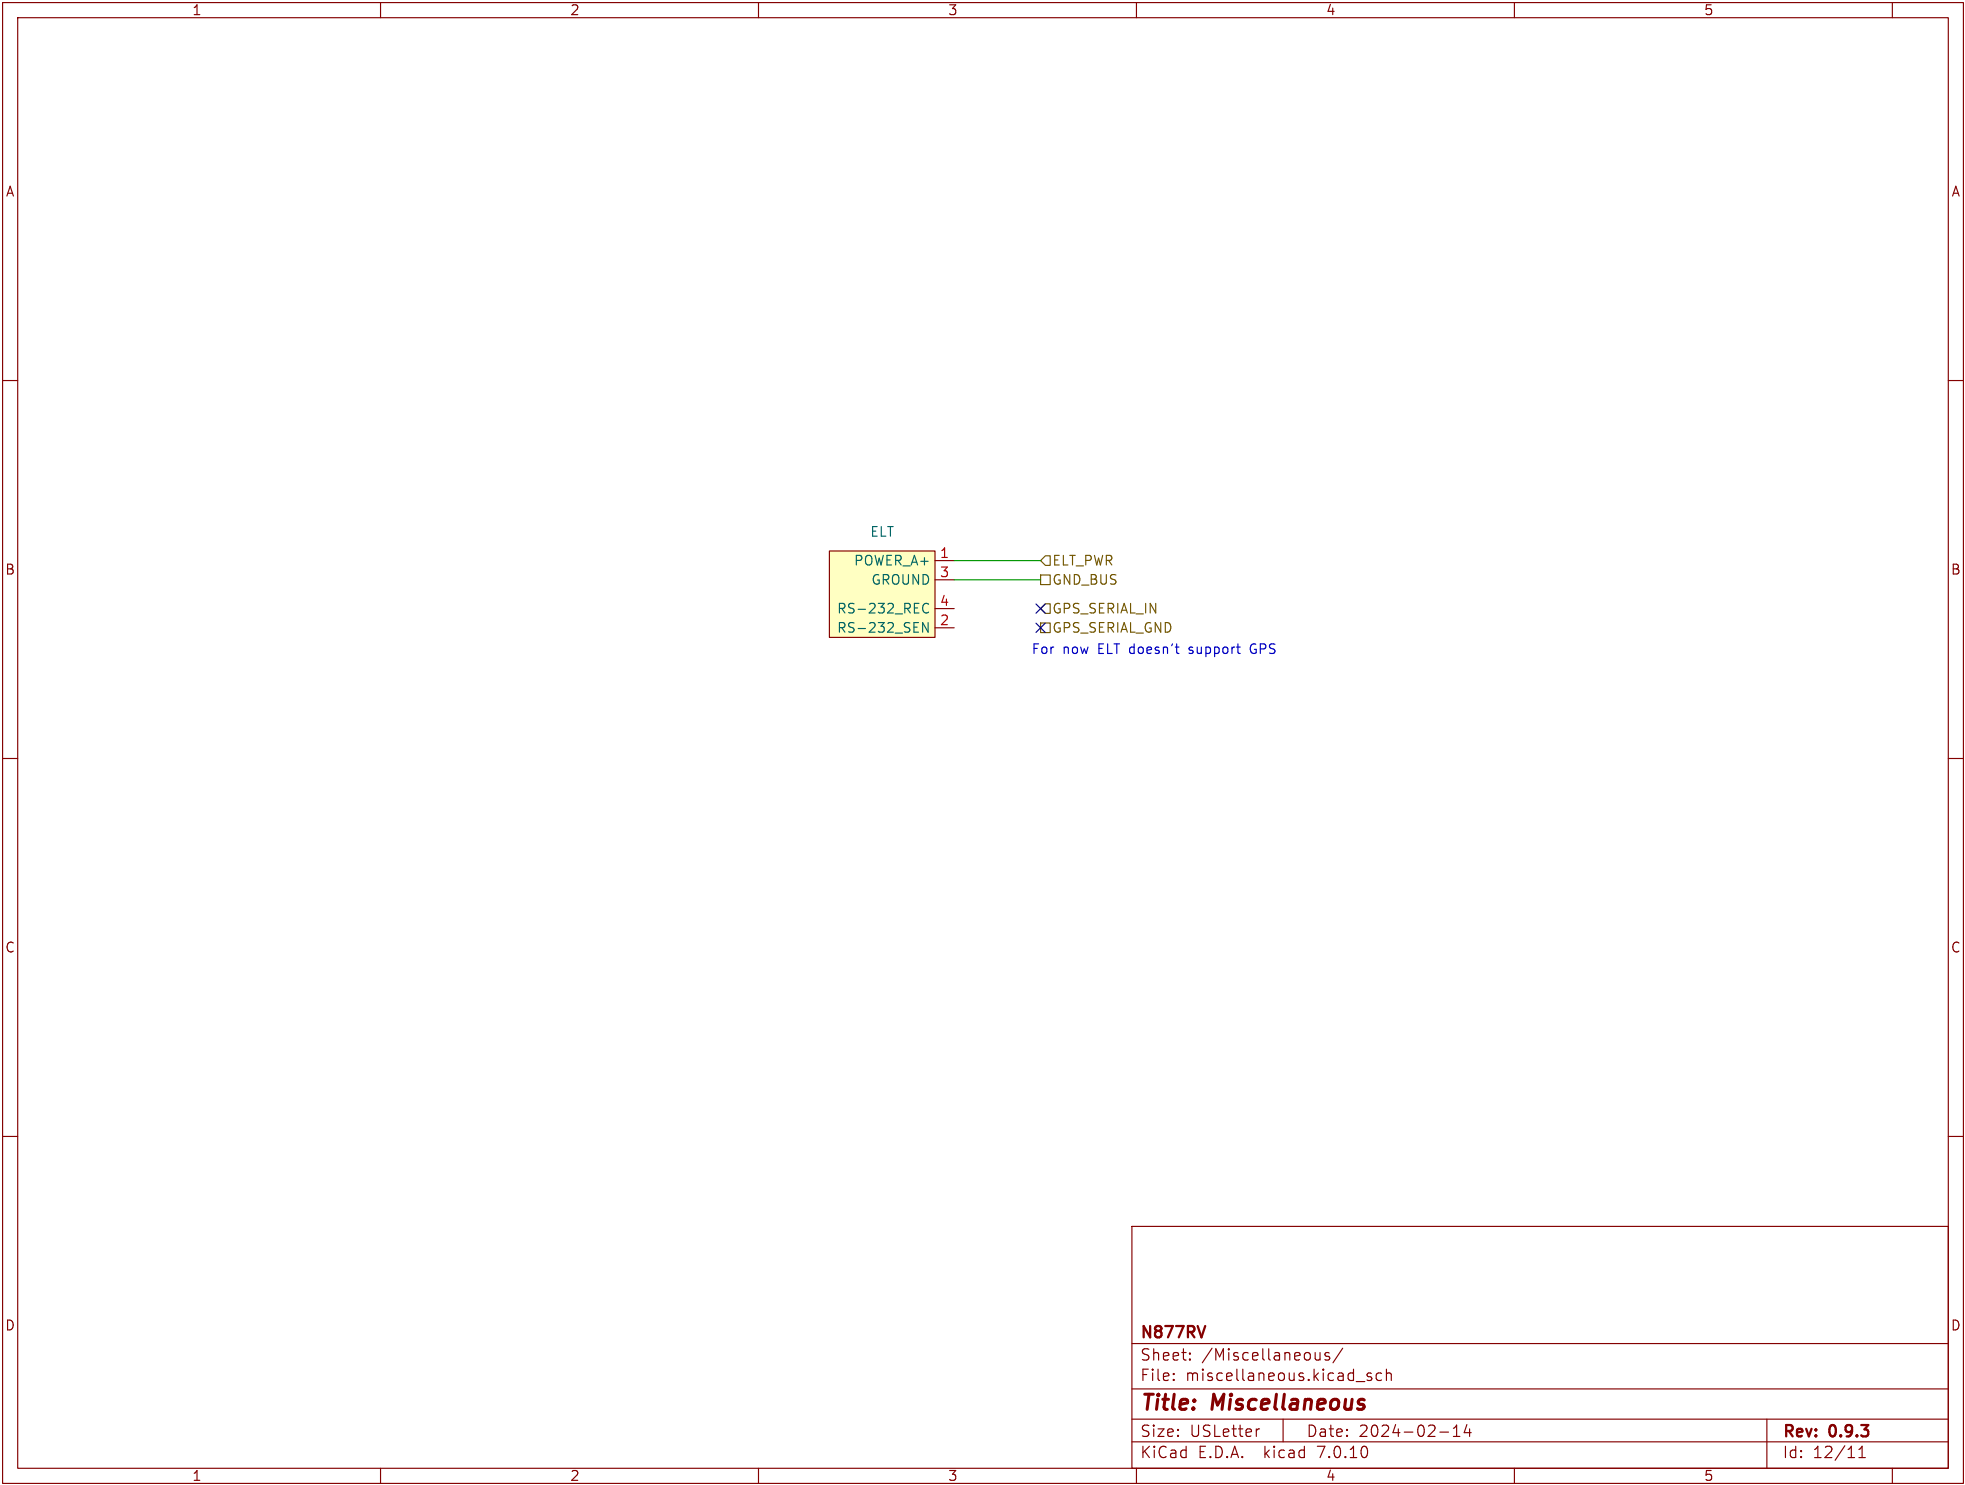 1 2 3 4 5
A A
ELT
POWER_A+ 1 ELT_PWR
B B
GROUND 3 GND_BUS
RS-232_REC 4 GPS_SERIAL_IN
RS-232_SEN 2 GPS_SERIAL_GND
For now ELT doesn't support GPS
C C
D D
N877RV
Sheet: /Miscellaneous/
File: miscellaneous.kicad_sch
Title: Miscellaneous
Size: USLetter Date: 2024-02-14 Rev: 0.9.3
KiCad E.D.A. kicad 7.0.10 Id: 12/11
1 2 3 4 5